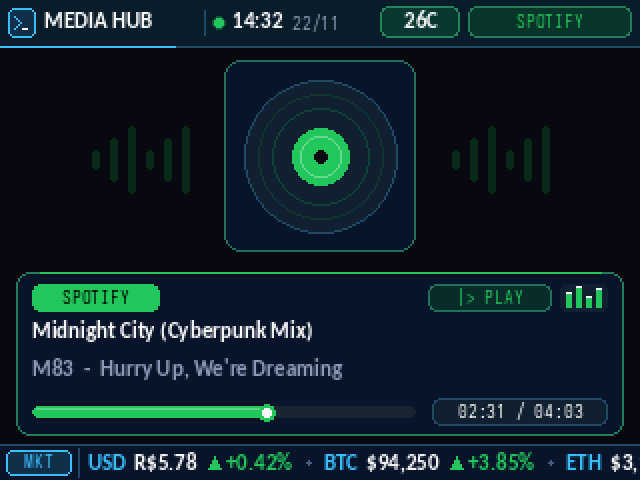 >_ MEDIA HUB 14:32 22/11 26C SPOTIFY
SPOTIFY |> PLAY
Midnight City (Cyberpunk Mix)
M83 - Hurry Up, We're Dreaming
02:31 / 04:03
MKT USD R$5.78 ▲+0.42% • BTC $94,250 ▲+3.85% • ETH $3,